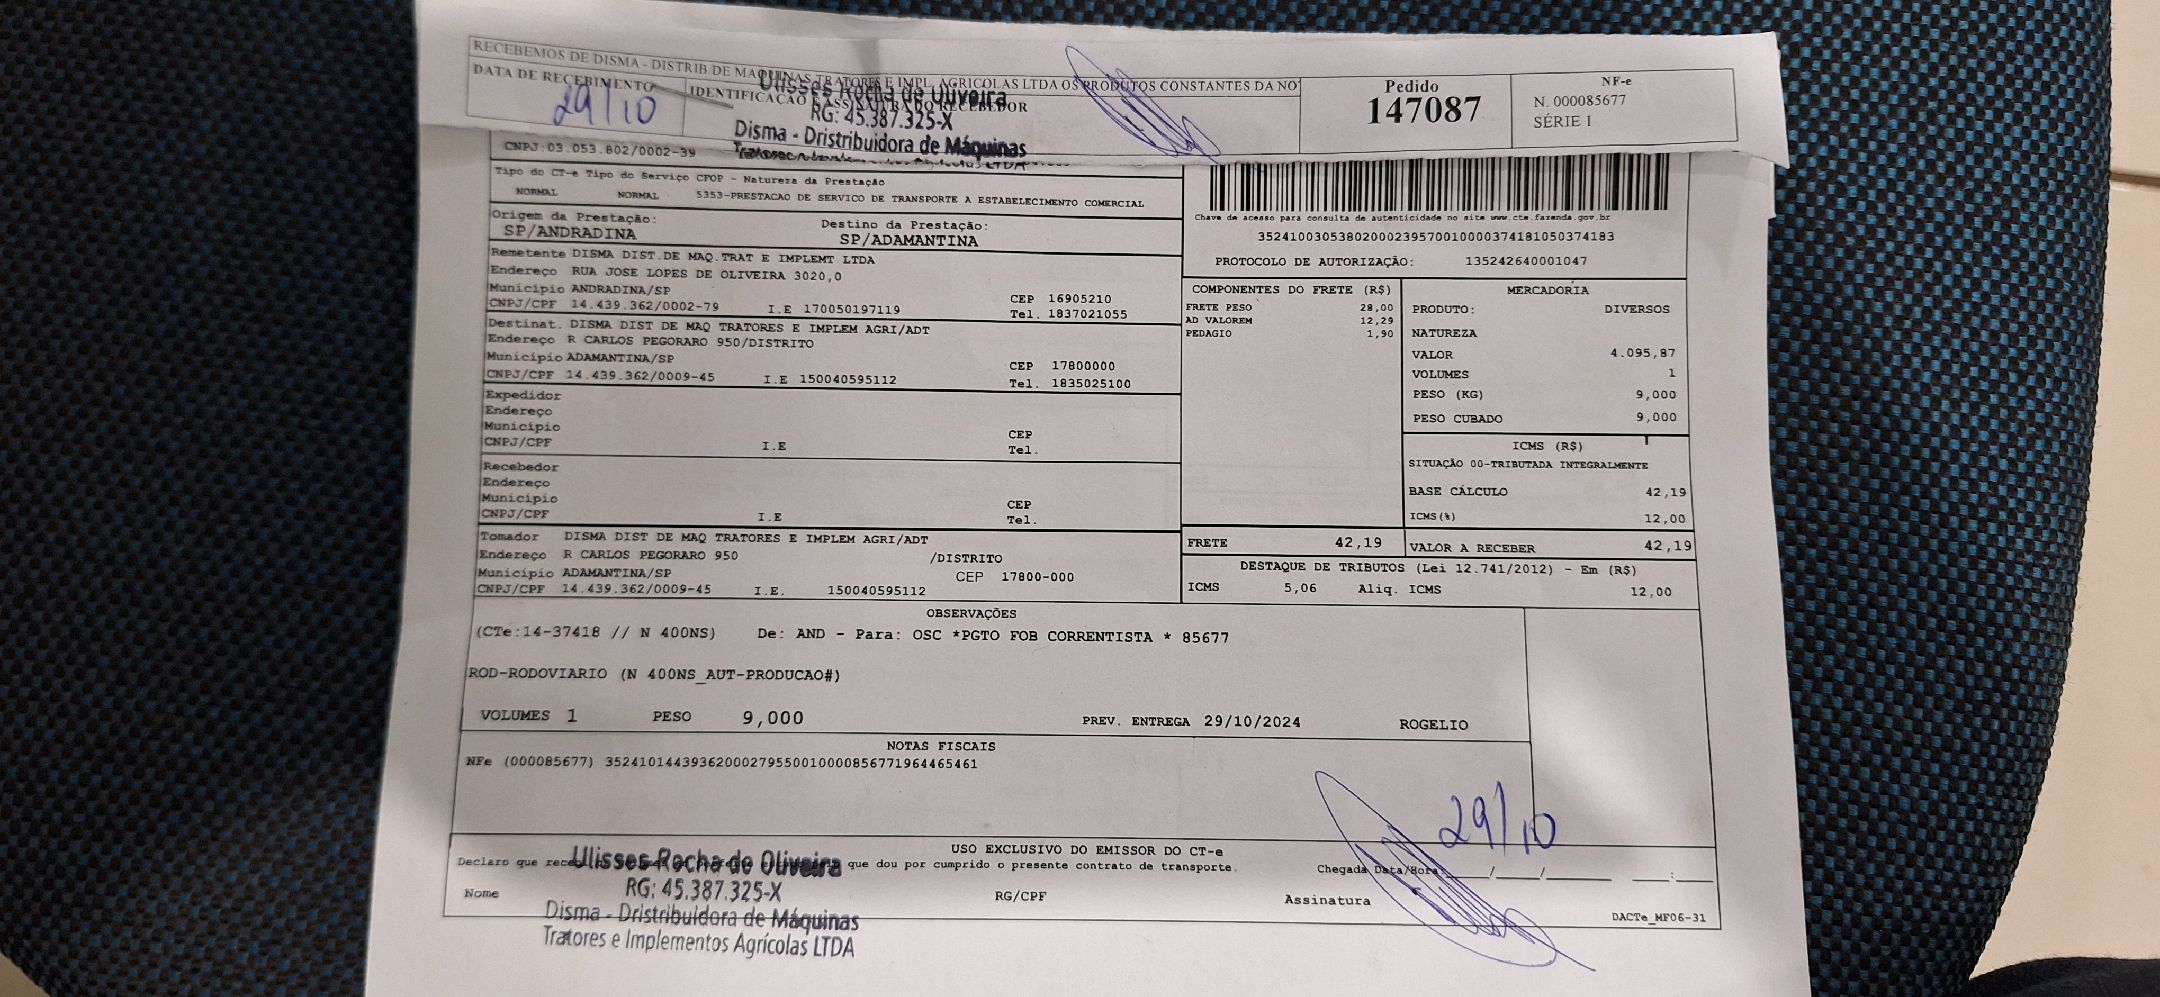 RECEBEMOS DE DISMA - DISTRIB DE MAQUINAS TRATORES E IMPL. AGRICOLAS LTDA OS PRODUTOS CONSTANTES DA NO
DATA DE RECEBIMENTO
29/10
IDENTIFICAÇÃO E ASSINATURA DO RECEBEDOR
Ulisses Rocha de Oliveira
RG: 45.387.325-X
Disma - Dristribuidora de Máquinas
Pedido
147087
NF-e
N. 000085677
SÉRIE 1
CNPJ:03.053.802/0002-39
Tipo do CT-e Tipo do Serviço CFOP - Natureza da Prestação
NORMAL NORMAL 5353-PRESTACAO DE SERVICO DE TRANSPORTE A ESTABELECIMENTO COMERCIAL
Origem da Prestação: Destino da Prestação:
SP/ANDRADINA SP/ADAMANTINA
Chave de acesso para consulta de autenticidade no site www.cte.fazenda.gov.br
35241003053802000239570010000374181050374183
PROTOCOLO DE AUTORIZAÇÃO: 135242640001047
Remetente DISMA DIST.DE MAQ.TRAT E IMPLEMT LTDA
Endereço RUA JOSE LOPES DE OLIVEIRA 3020,0
Município ANDRADINA/SP CEP 16905210
CNPJ/CPF 14.439.362/0002-79 I.E 170050197119 Tel. 1837021055
Destinat. DISMA DIST DE MAQ TRATORES E IMPLEM AGRI/ADT
Endereço R CARLOS PEGORARO 950/DISTRITO
Município ADAMANTINA/SP CEP 17800000
CNPJ/CPF 14.439.362/0009-45 I.E 150040595112 Tel. 1835025100
Expedidor
Endereço
Município CEP
CNPJ/CPF I.E Tel.
Recebedor
Endereço
Município CEP
CNPJ/CPF I.E Tel.
Tomador DISMA DIST DE MAQ TRATORES E IMPLEM AGRI/ADT
Endereço R CARLOS PEGORARO 950 /DISTRITO
Município ADAMANTINA/SP CEP 17800-000
CNPJ/CPF 14.439.362/0009-45 I.E. 150040595112
COMPONENTES DO FRETE (R$)
FRETE PESO 28,00
AD VALOREM 12,29
PEDAGIO 1,90
MERCADORIA
PRODUTO: DIVERSOS
NATUREZA
VALOR 4.095,87
VOLUMES 1
PESO (KG) 9,000
PESO CUBADO 9,000
ICMS (R$)
SITUAÇÃO 00-TRIBUTADA INTEGRALMENTE
BASE CÁLCULO 42,19
ICMS(%) 12,00
FRETE 42,19 VALOR A RECEBER 42,19
DESTAQUE DE TRIBUTOS (Lei 12.741/2012) - Em (R$)
ICMS 5,06 Aliq. ICMS 12,00
OBSERVAÇÕES
(CTe:14-37418 // N 400NS) De: AND - Para: OSC *PGTO FOB CORRENTISTA * 85677
ROD-RODOVIARIO (N 400NS_AUT-PRODUCAO#)
VOLUMES 1 PESO 9,000 PREV. ENTREGA 29/10/2024 ROGELIO
NOTAS FISCAIS
NFe (000085677) 35241014439362000279550010000856771964465461
29/10
USO EXCLUSIVO DO EMISSOR DO CT-e
Declaro que receb que dou por cumprido o presente contrato de transporte.
Chegada Data/Hora: ____/____/______ ____:____
Nome RG/CPF Assinatura
Ulisses Rocha de Oliveira
RG: 45.387.325-X
Disma - Dristribuidora de Máquinas
Tratores e Implementos Agrícolas LTDA
DACTe_MF06-31